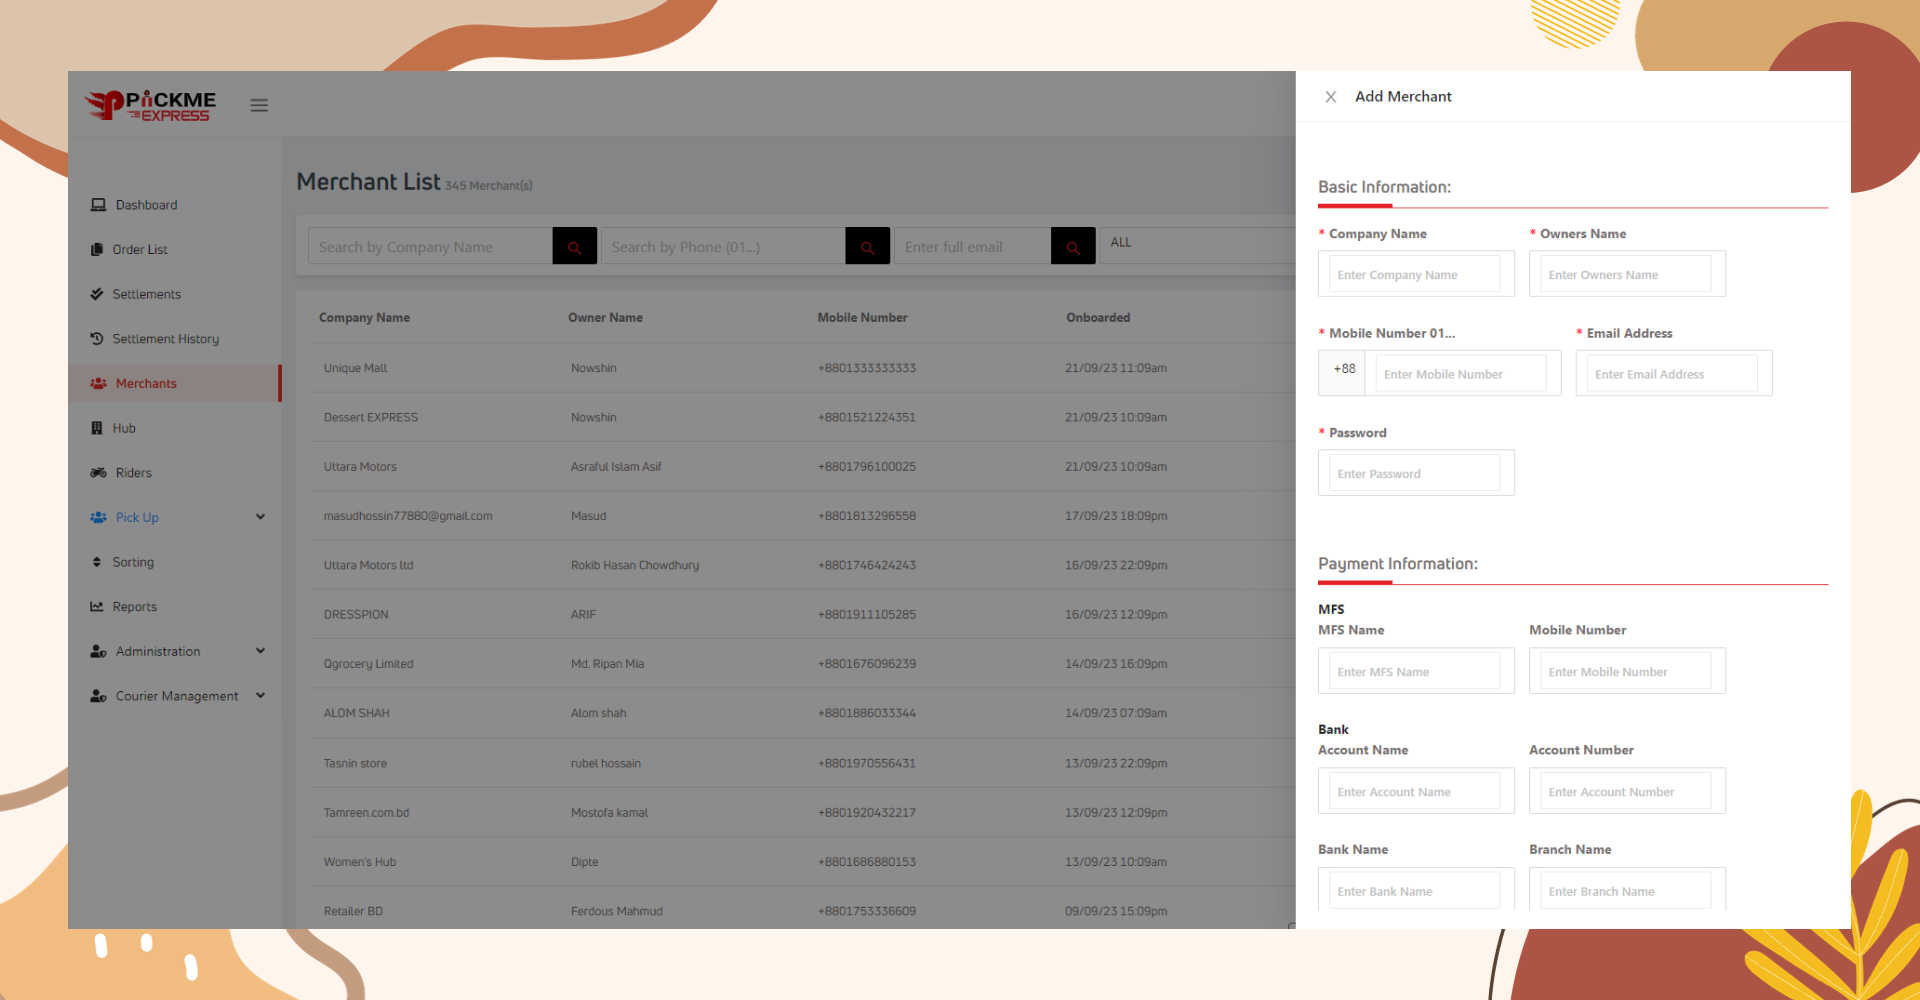 PiCKME
EXPRESS
Dashboard
Order List
Settlements
Settlement History
Merchants
Hub
Riders
Pick Up
Sorting
Reports
Administration
Courier Management
Merchant List 345 Merchant(s)
Search by Company Name
Search by Phone (01...)
Enter full email
ALL
Company Name Owner Name Mobile Number Onboarded
Unique Mall Nowshin +8801333333333 21/09/23 11:09am
Dessert EXPRESS Nowshin +8801521224351 21/09/23 10:09am
Uttara Motors Asraful Islam Asif +8801796100025 21/09/23 10:09am
masudhossin77880@gmail.com Masud +8801813296558 17/09/23 18:09pm
Uttara Motors ltd Rokib Hasan Chowdhury +8801746424243 16/09/23 22:09pm
DRESSPION ARIF +8801911105285 16/09/23 12:09pm
Qgrocery Limited Md. Ripan Mia +8801676096239 14/09/23 16:09pm
ALOM SHAH Alom shah +8801886033344 14/09/23 07:09am
Tasnin store rubel hossain +8801970556431 13/09/23 22:09pm
Tamreen.com.bd Mostofa kamal +8801920432217 13/09/23 12:09pm
Women's Hub Dipte +8801686880153 13/09/23 10:09am
Retailer BD Ferdous Mahmud +8801753336609 09/09/23 15:09pm
Add Merchant
Basic Information:
* Company Name * Owners Name
Enter Company Name Enter Owners Name
* Mobile Number 01... * Email Address
+88 Enter Mobile Number Enter Email Address
* Password
Enter Password
Payment Information:
MFS
MFS Name Mobile Number
Enter MFS Name Enter Mobile Number
Bank
Account Name Account Number
Enter Account Name Enter Account Number
Bank Name Branch Name
Enter Bank Name Enter Branch Name